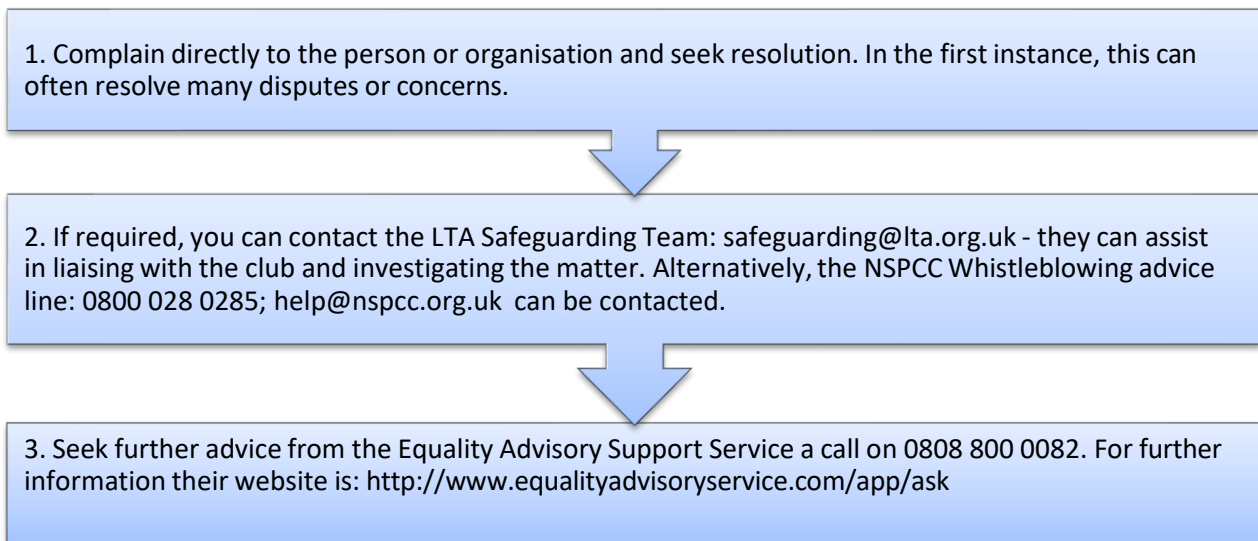 1. Complain directly to the person or organisation and seek resolution. In the first instance, this can
often resolve many disputes or concerns.
2. If required, you can contact the LTA Safeguarding Team: safeguarding@lta.org.uk - they can assist
in liaising with the club and investigating the matter. Alternatively, the NSPCC Whistleblowing advice
line: 0800 028 0285; help@nspcc.org.uk can be contacted.
3. Seek further advice from the Equality Advisory Support Service a call on 0808 800 0082. For further
information their website is: http://www.equalityadvisoryservice.com/app/ask